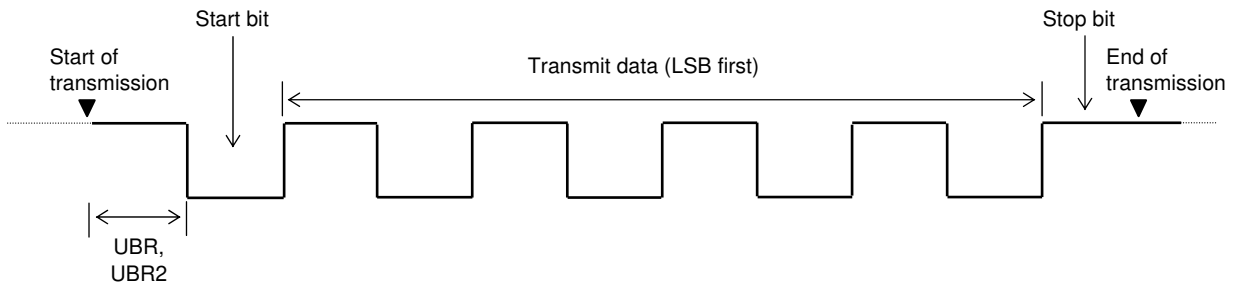 Start bit
Stop bit
Start of
transmission
Transmit data (LSB first)
End of
transmission
UBR,
UBR2